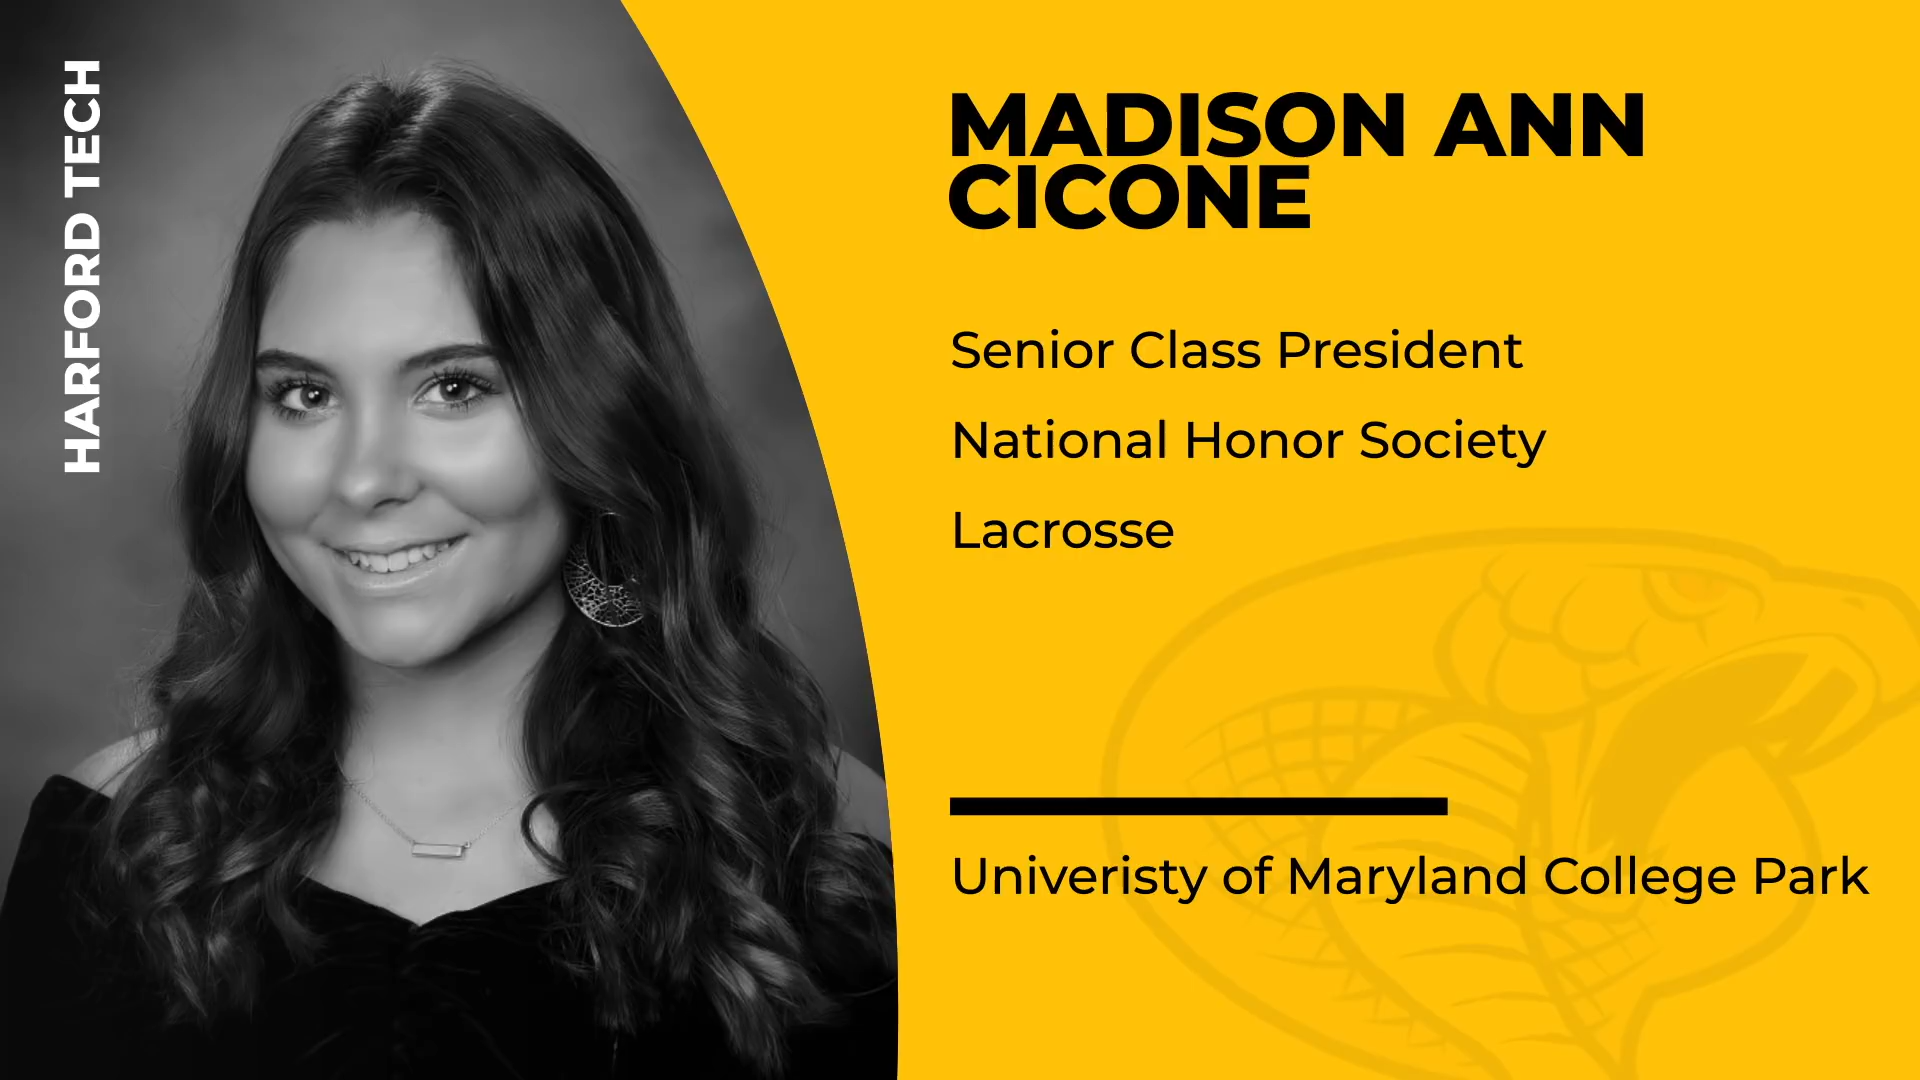 HARFORD TECH
MADISON ANN
CICONE
Senior Class President
National Honor Society
Lacrosse
Univeristy of Maryland College Park